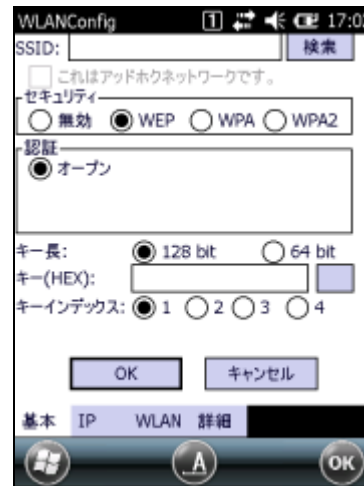 WLANConfig 1 17:0
SSID: 検索
これはアッドホクネットワークです。
セキュリティ
無効 WEP WPA WPA2
認証
オープン
キー長: 128 bit 64 bit
キー(HEX):
キーインデックス: 1 2 3 4
OK キャンセル
基本 IP WLAN 詳細
A OK